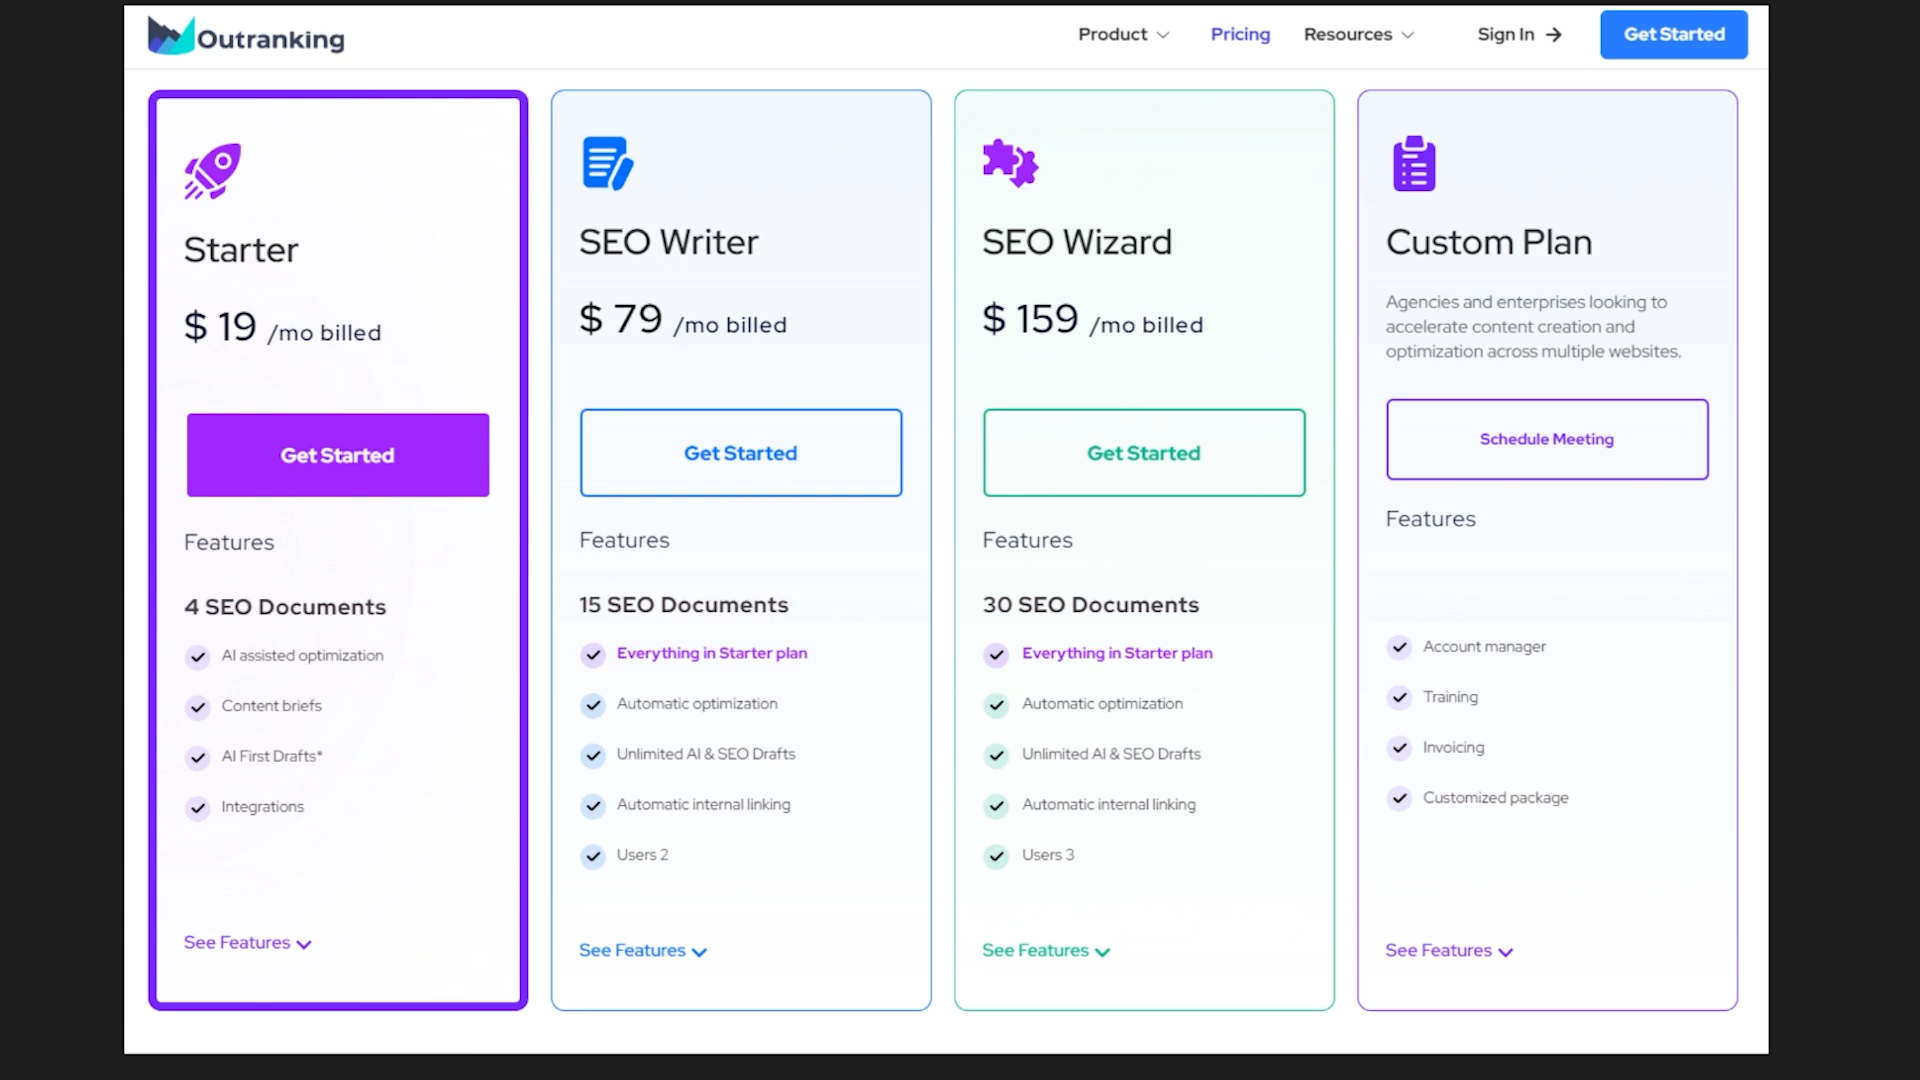 Outranking
Product
Pricing
Resources
Sign In
Get Started
Starter
$ 19 /mo billed
Get Started
Features
4 SEO Documents
AI assisted optimization
Content briefs
AI First Drafts*
Integrations
See Features
SEO Writer
$ 79 /mo billed
Get Started
Features
15 SEO Documents
Everything in Starter plan
Automatic optimization
Unlimited AI & SEO Drafts
Automatic internal linking
Users 2
See Features
SEO Wizard
$ 159 /mo billed
Get Started
Features
30 SEO Documents
Everything in Starter plan
Automatic optimization
Unlimited AI & SEO Drafts
Automatic internal linking
Users 3
See Features
Custom Plan
Agencies and enterprises looking to
accelerate content creation and
optimization across multiple websites.
Schedule Meeting
Features
Account manager
Training
Invoicing
Customized package
See Features